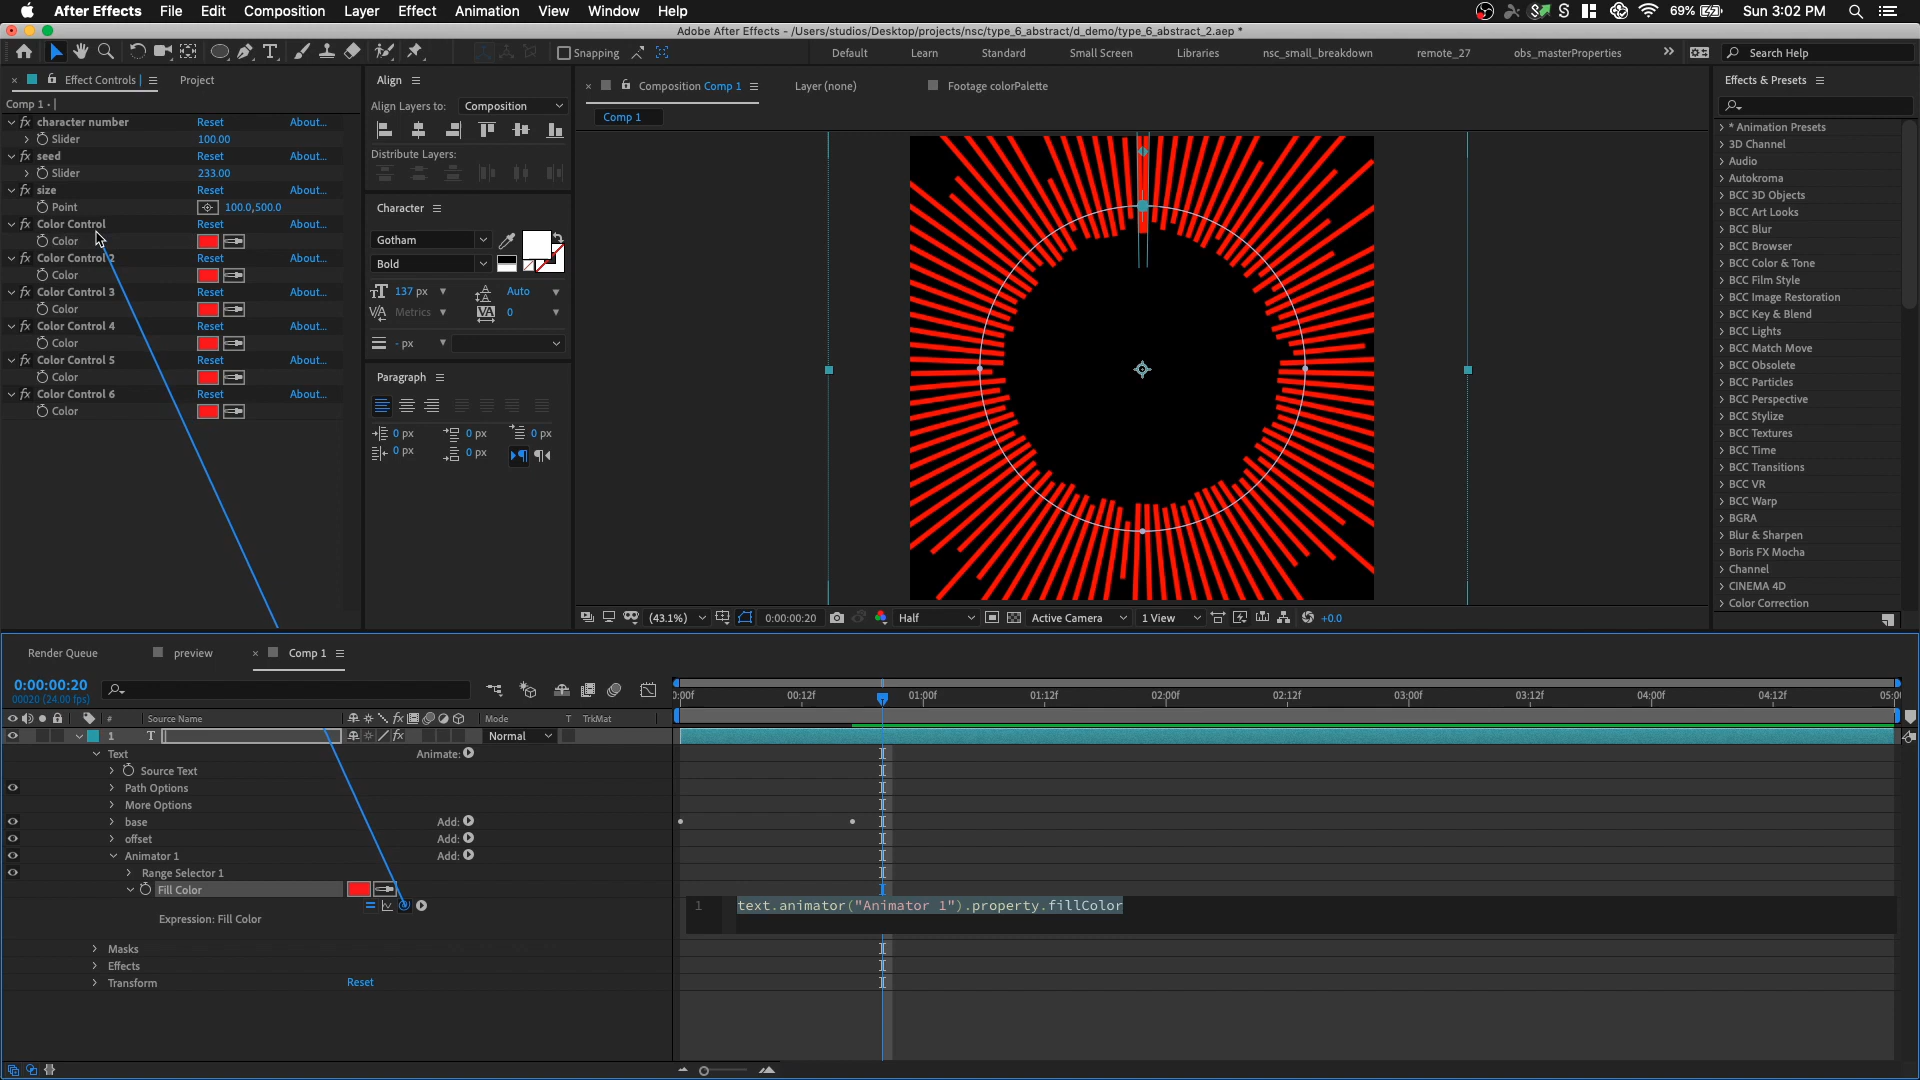 After Effects File Edit Composition Layer Effect Animation View Window Help 69% Sun 3:02 PM
Adobe After Effects - /Users/studios/Desktop/projects/nsc/type_6_abstract/d_demo/type_6_abstract_2.aep *
Snapping Default Learn Standard Small Screen Libraries nsc_small_breakdown remote_27 obs_masterProperties Search Help
Effect Controls Project
Comp 1 •
character number Reset About...
Slider 100.00
seed Reset About...
Slider 233.00
size Reset About...
Point 100.0,500.0
Color Control Reset About...
Color
Color Control 2 Reset About...
Color
Color Control 3 Reset About...
Color
Color Control 4 Reset About...
Color
Color Control 5 Reset About...
Color
Color Control 6 Reset About...
Color
Align
Align Layers to: Composition
Distribute Layers:
Character
Gotham
Bold
137 px Auto
Metrics 0
- px
Paragraph
0 px 0 px 0 px
0 px 0 px
Composition Comp 1 Layer (none) Footage colorPalette
Comp 1
(43.1%) 0:00:00:20 Half Active Camera 1 View +0.0
Effects & Presets
* Animation Presets
3D Channel
Audio
Autokroma
BCC 3D Objects
BCC Art Looks
BCC Blur
BCC Browser
BCC Color & Tone
BCC Film Style
BCC Image Restoration
BCC Key & Blend
BCC Lights
BCC Match Move
BCC Obsolete
BCC Particles
BCC Perspective
BCC Stylize
BCC Textures
BCC Time
BCC Transitions
BCC VR
BCC Warp
BGRA
Blur & Sharpen
Boris FX Mocha
Channel
CINEMA 4D
Color Correction
Render Queue preview Comp 1
0:00:00:20
00020 (24.00 fps)
:00f 00:12f 01:00f 01:12f 02:00f 02:12f 03:00f 03:12f 04:00f 04:12f 05:0
# Source Name Mode T TrkMat
1 T Normal
Text Animate:
Source Text
Path Options
More Options
base Add:
offset Add:
Animator 1 Add:
Range Selector 1
Fill Color
1 text.animator("Animator 1").property.fillColor
Expression: Fill Color
Masks
Effects
Transform Reset